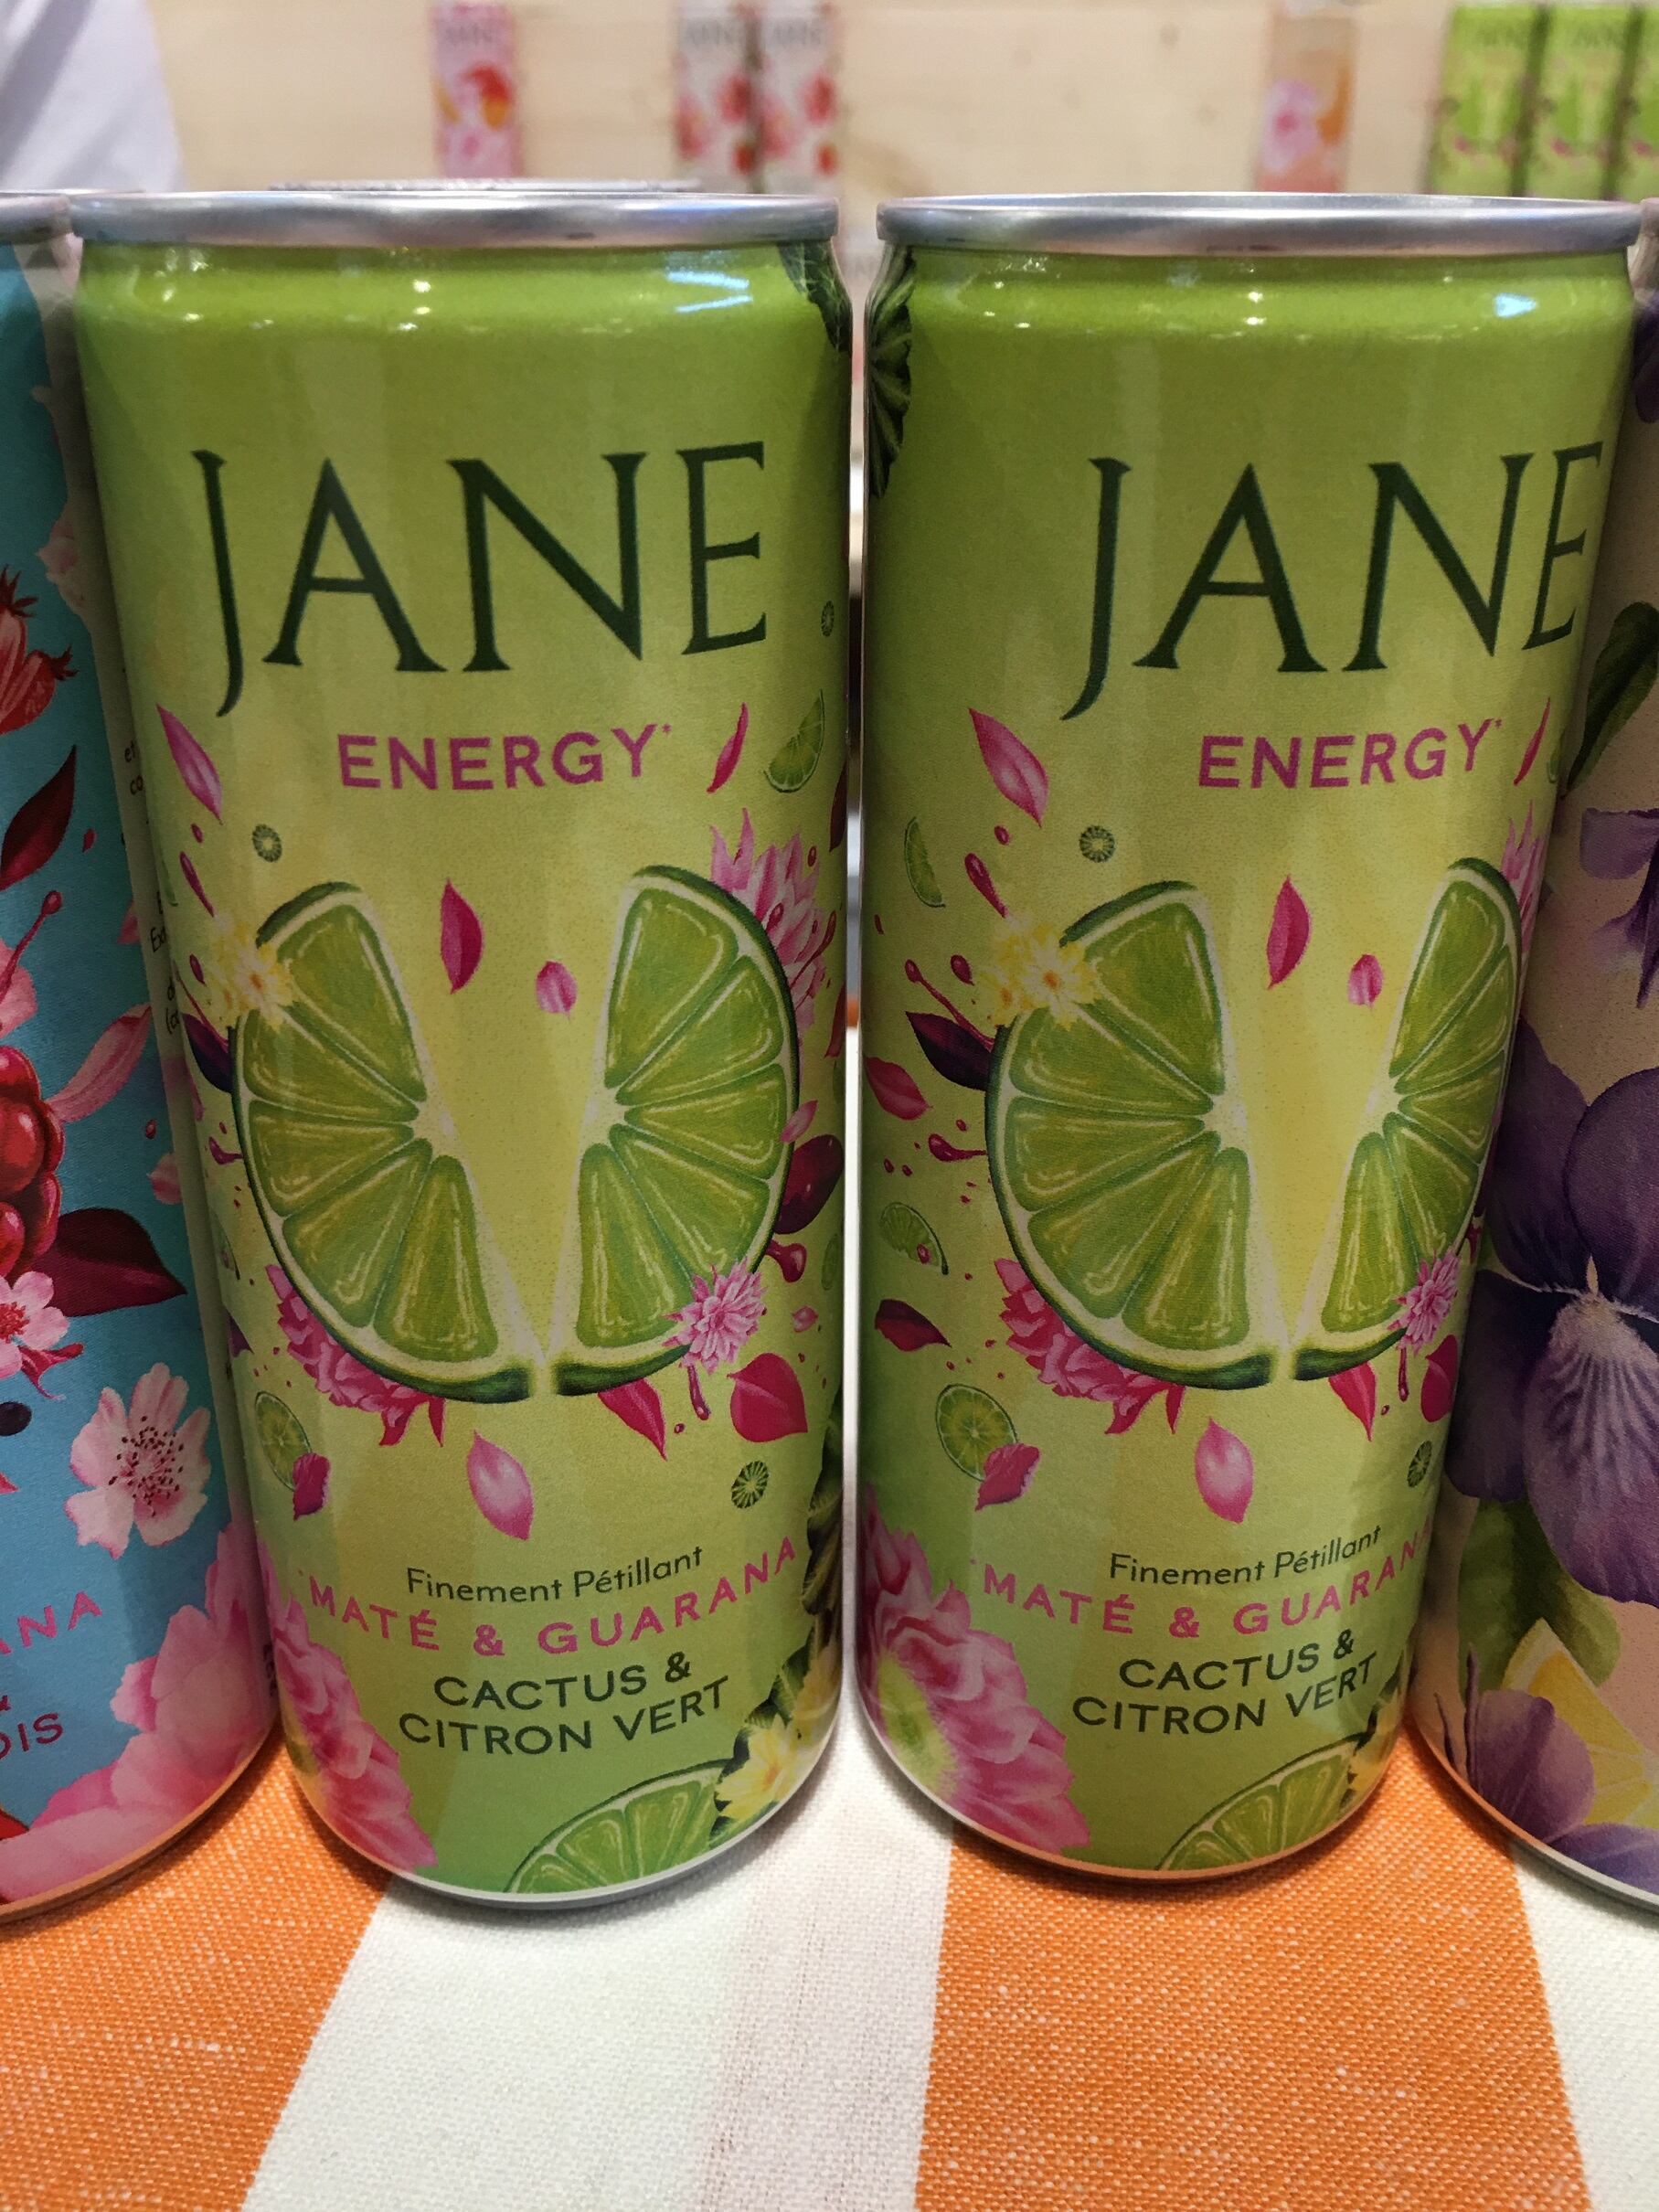 JANE
ENERGY*
Finement Pétillant
MATÉ & GUARANA
CACTUS &
CITRON VERT
JANE
ENERGY*
Finement Pétillant
MATÉ & GUARANA
CACTUS &
CITRON VERT